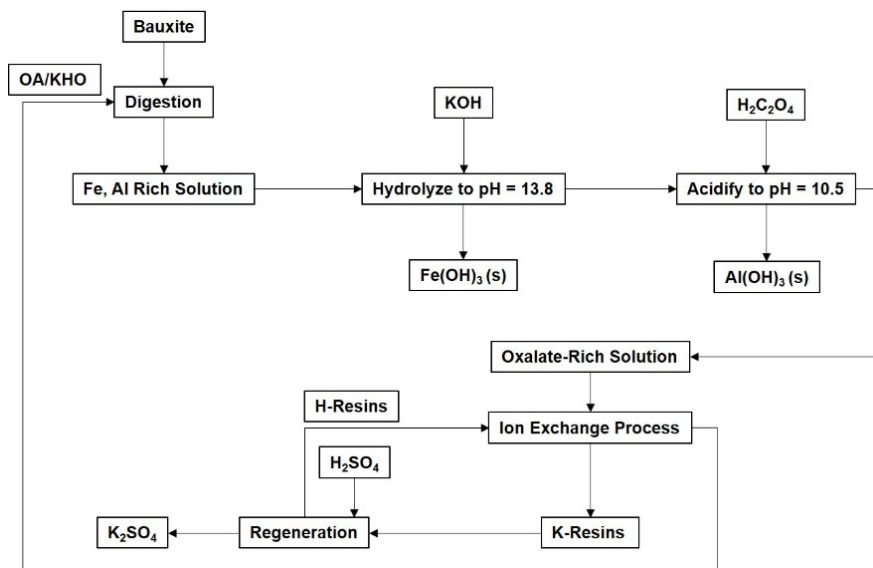 Bauxite
OA/KHO
Digestion
KOH
H₂C₂O₄
Fe, Al Rich Solution
Hydrolyze to pH = 13.8
Acidify to pH = 10.5
Fe(OH)₃ (s)
Al(OH)₃ (s)
Oxalate-Rich Solution
H-Resins
Ion Exchange Process
H₂SO₄
K₂SO₄
Regeneration
K-Resins